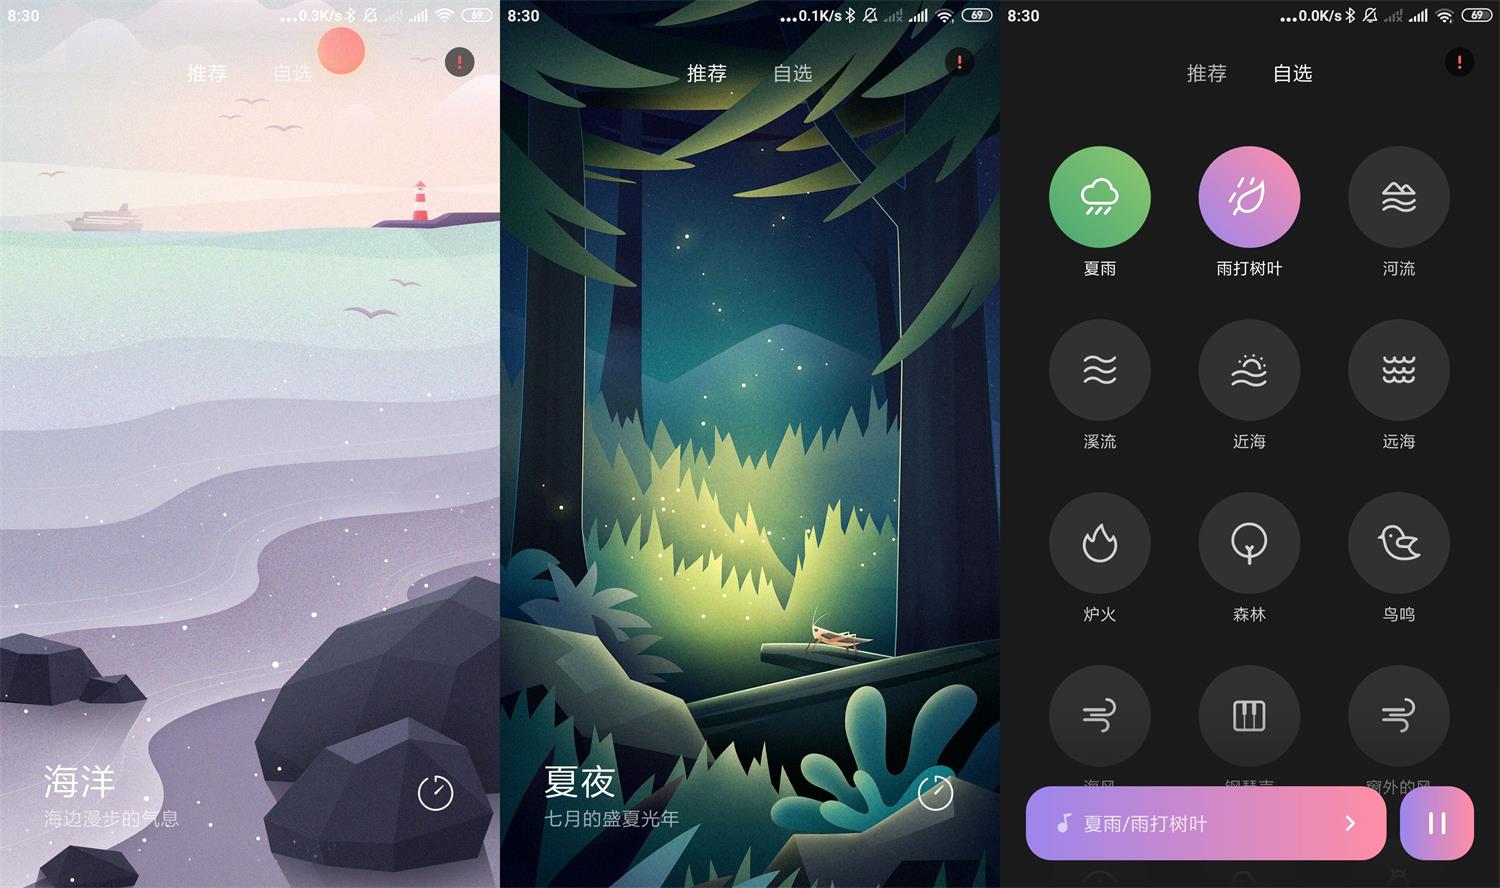 8:30
...0.3K/s
69
推荐
自选
!
海洋
海边漫步的气息
8:30
...0.1K/s
69
推荐
自选
!
夏夜
七月的盛夏光年
8:30
...0.0K/s
69
推荐
自选
!
夏雨
雨打树叶
河流
溪流
近海
远海
炉火
森林
鸟鸣
海风
钢琴声
窗外的风
夏雨/雨打树叶